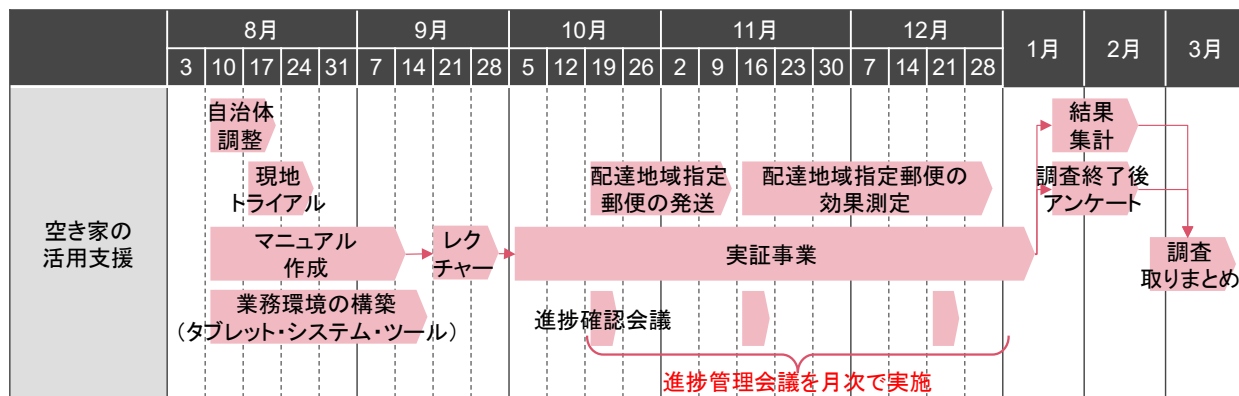 8月 9月 10月 11月 12月 1月 2月 3月
3 10 17 24 31 7 14 21 28 5 12 19 26 2 9 16 23 30 7 14 21 28
空き家の
活用支援
自治体
調整
現地
トライアル
マニュアル
作成
レク
チャー
業務環境の構築
（タブレット・システム・ツール）
配達地域指定
郵便の発送
配達地域指定郵便の
効果測定
実証事業
進捗確認会議
進捗管理会議を月次で実施
結果
集計
調査終了後
アンケート
調査
取りまとめ